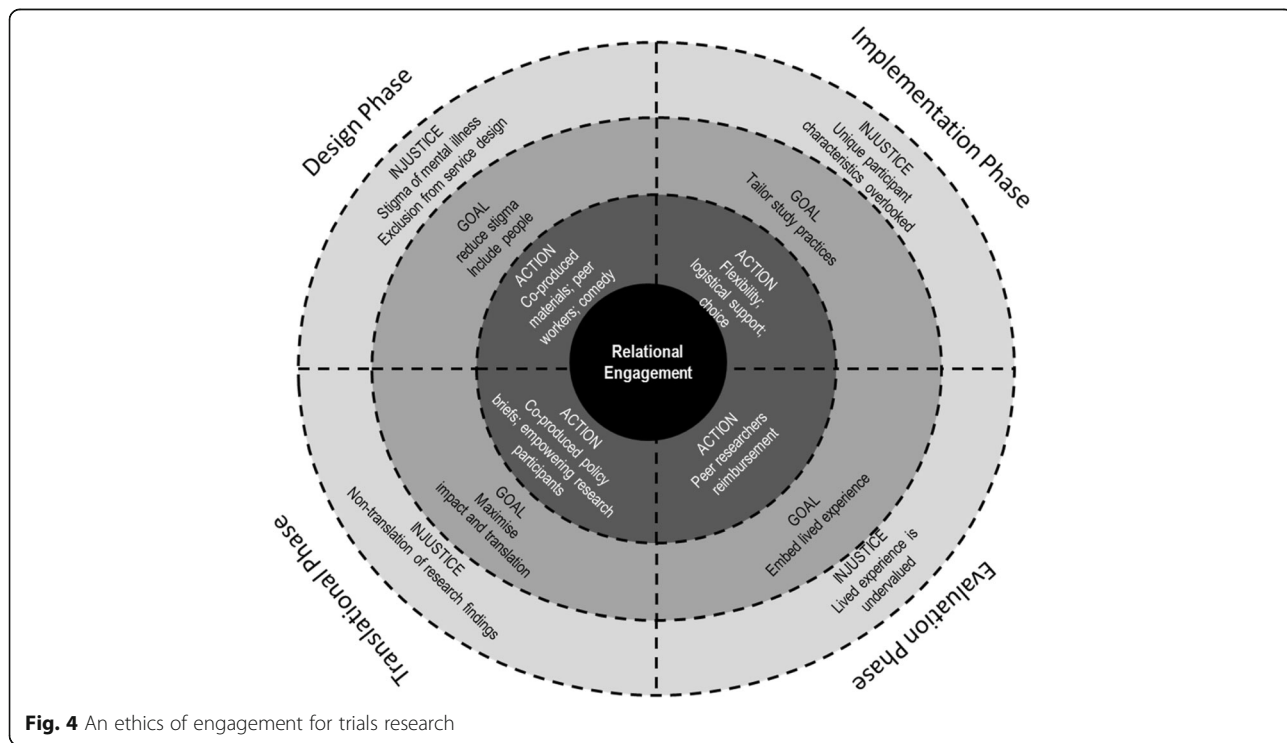 Design Phase
INJUSTICE
Stigma of mental illness
Exclusion from service design
GOAL
reduce stigma
Include people
ACTION
Co-produced
materials; peer
workers; comedy
Implementation Phase
INJUSTICE
Unique participant
characteristics overlooked
GOAL
Tailor study practices
ACTION
Flexibility;
logistical support;
choice
Relational
Engagement
ACTION
Co-produced policy
briefs; empowering research
participants
GOAL
Maximise
impact and translation
INJUSTICE
Non-translation of research findings
Translational Phase
ACTION
Peer researchers
reimbursement
GOAL
Embed lived experience
INJUSTICE
Lived experience is
undervalued
Evaluation Phase
Fig. 4 An ethics of engagement for trials research